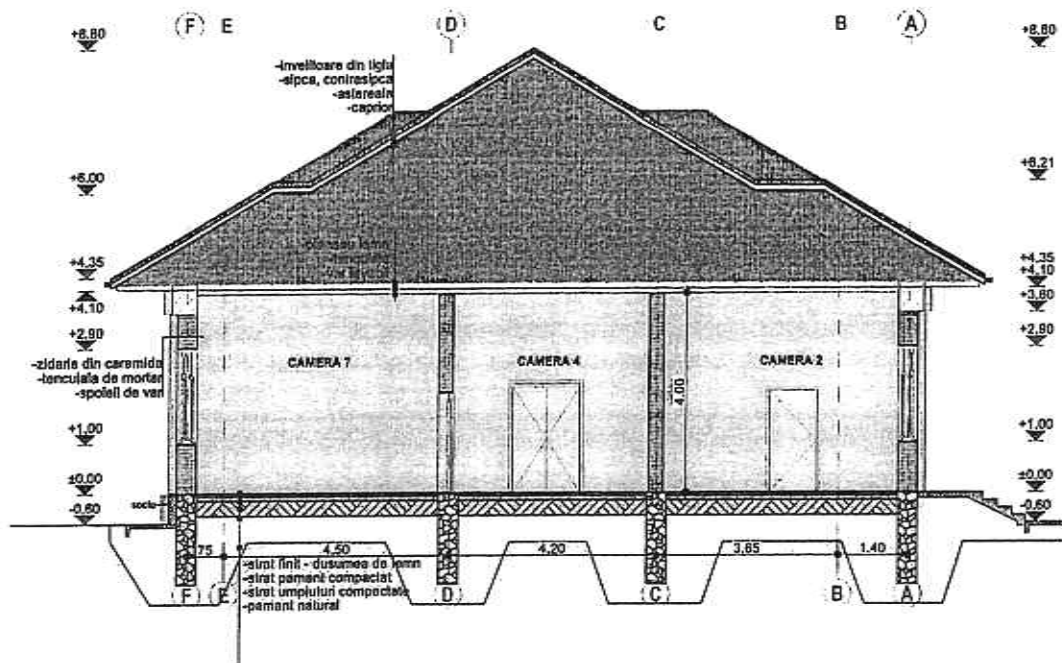 F E D C B A
+8.80
+8.80
-invelitoare din tigla
-sipca, contrasipca
-astereala
-caprior
+6.00
+6.21
+4.35
+4.10
+4.35
+4.10
+3.60
+2.80
+2.80
-zidarie din caramida
-tencuiala de mortar
-spoieli de var
CAMERA 7
CAMERA 4
CAMERA 2
4.00
+1.00
+1.00
±0.00
±0.00
-0.60
-0.60
soclu
75
4,50
4,20
3,65
1.40
-strat finit - dusumea de lemn
-strat pamant compactat
-strat umpluturi compactate
-pamant natural
F E D C B A